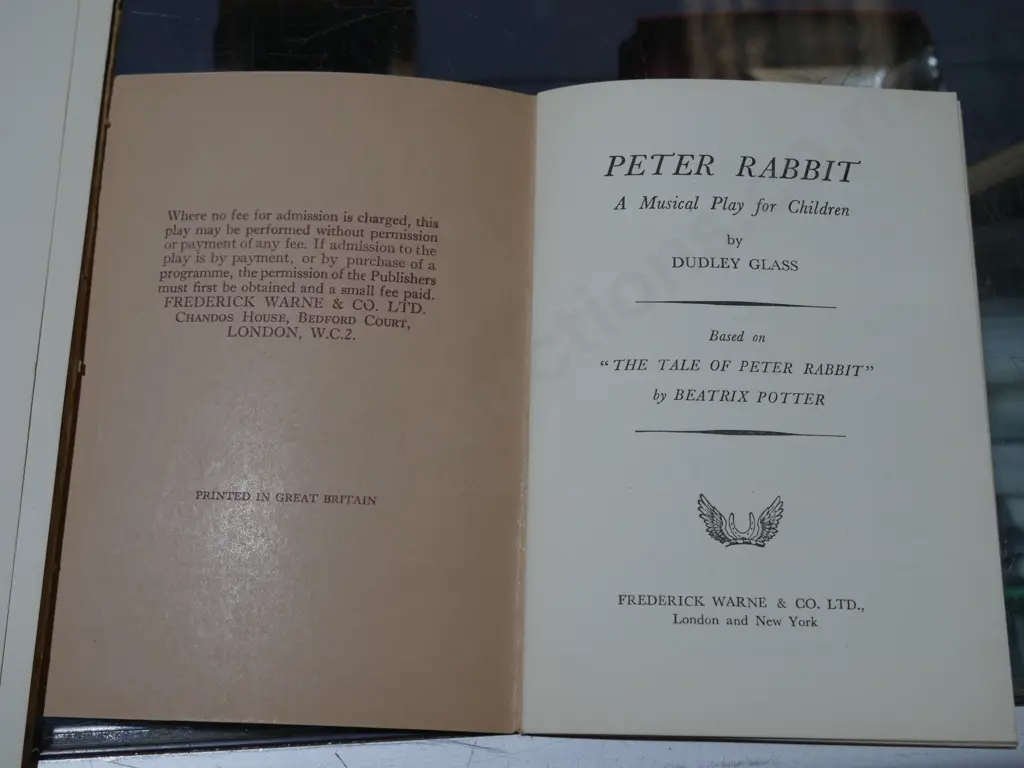 Where no fee for admission is charged, this
play may be performed without permission
or payment of any fee. If admission to the
play is by payment, or by purchase of a
programme, the permission of the Publishers
must first be obtained and a small fee paid.
FREDERICK WARNE & CO. LTD.
CHANDOS HOUSE, BEDFORD COURT,
LONDON, W.C.2.
PRINTED IN GREAT BRITAIN
PETER RABBIT
A Musical Play for Children
by
DUDLEY GLASS
Based on
“THE TALE OF PETER RABBIT”
by BEATRIX POTTER
FREDERICK WARNE & CO. LTD.,
London and New York